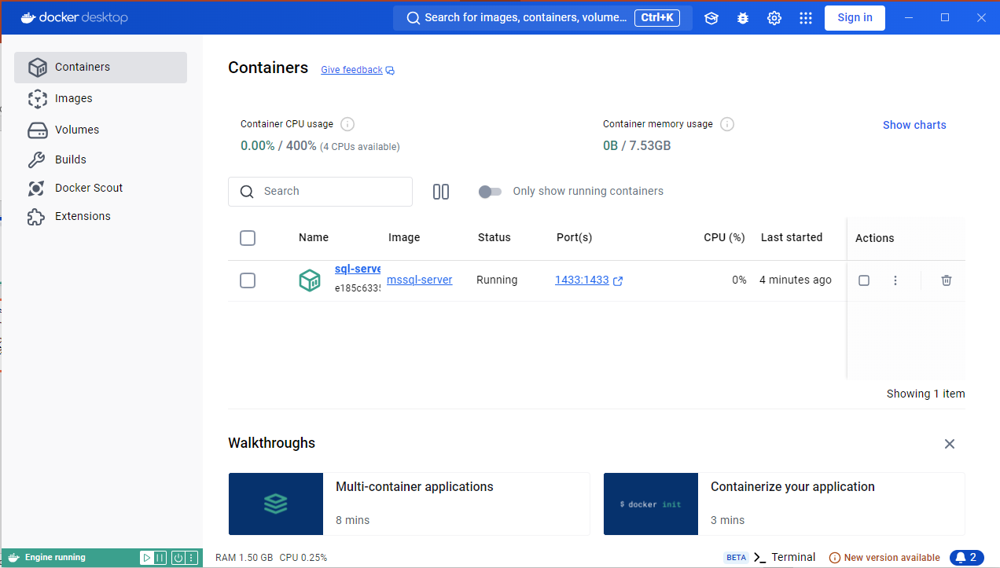 docker desktop
Search for images, containers, volume... Ctrl+K
Sign in
Containers
Images
Volumes
Builds
Docker Scout
Extensions
Containers Give feedback
Container CPU usage
0.00% / 400% (4 CPUs available)
Container memory usage
0B / 7.53GB
Show charts
Search
Only show running containers
Name Image Status Port(s) CPU (%) Last started Actions
sql-serve mssql-server Running 1433:1433 0% 4 minutes ago
e185c6335
Showing 1 item
Walkthroughs
Multi-container applications
8 mins
$ docker init
Containerize your application
3 mins
Engine running
RAM 1.50 GB CPU 0.25%
BETA >_ Terminal
New version available
2